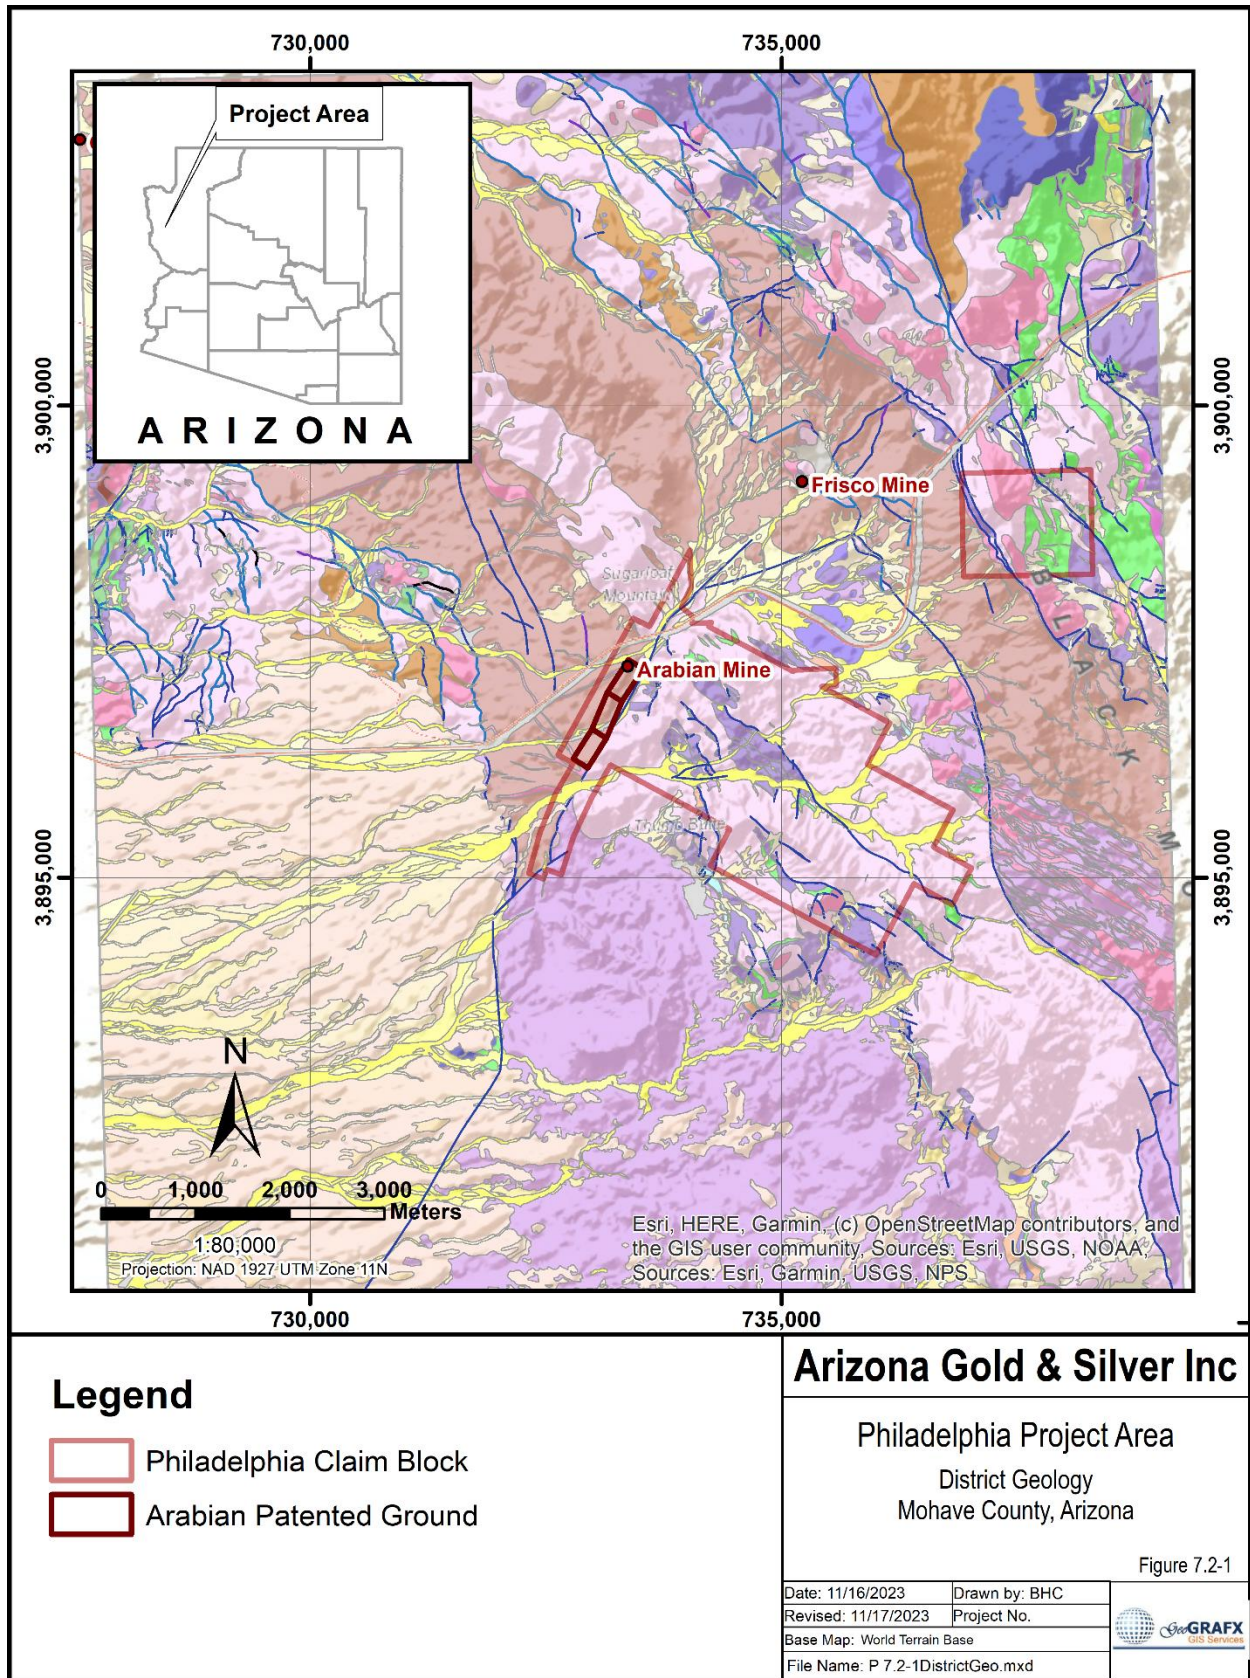 730,000
735,000
Project Area
A R I Z O N A
3,900,000
3,900,000
Frisco Mine
Sugarloaf
Mountain
Arabian Mine
B L A C K M O
Thumb Butte
3,895,000
3,895,000
N
0 1,000 2,000 3,000
Meters
1:80,000
Projection: NAD 1927 UTM Zone 11N
Esri, HERE, Garmin, (c) OpenStreetMap contributors, and
the GIS user community, Sources: Esri, USGS, NOAA,
Sources: Esri, Garmin, USGS, NPS
730,000
735,000
Legend
Philadelphia Claim Block
Arabian Patented Ground
Arizona Gold & Silver Inc
Philadelphia Project Area
District Geology
Mohave County, Arizona
Figure 7.2-1
Date: 11/16/2023
Drawn by: BHC
Revised: 11/17/2023
Project No.
Base Map: World Terrain Base
File Name: P 7.2-1DistrictGeo.mxd
GeoGRAFX
GIS Services